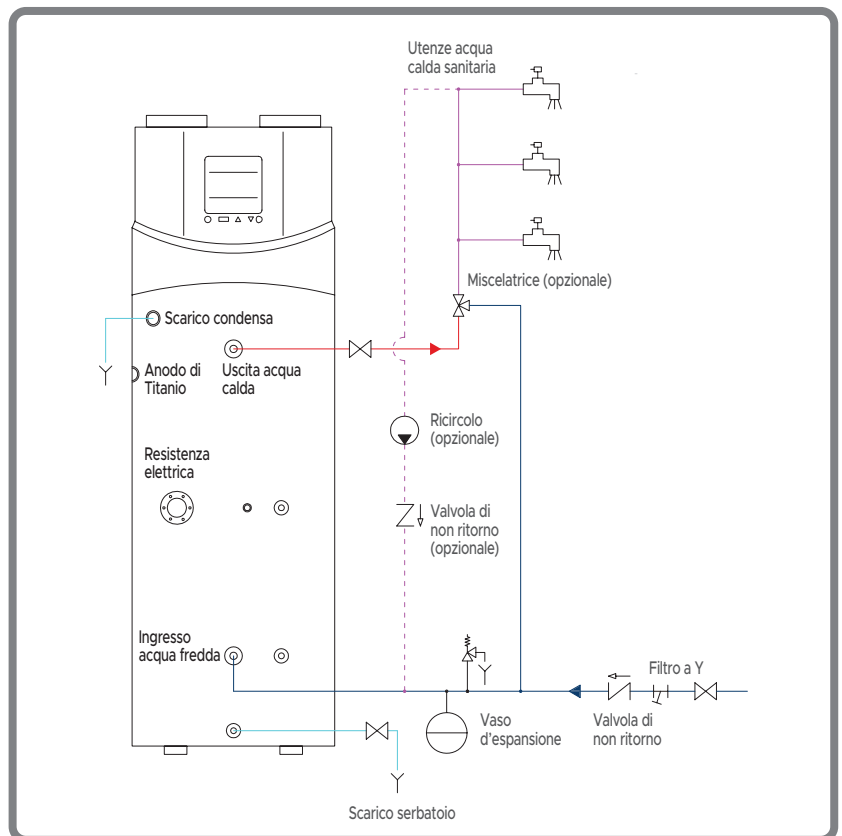 Utenze acqua
calda sanitaria
Miscelatrice (opzionale)
Scarico condensa
Anodo di
Titanio
Uscita acqua
calda
Ricircolo
(opzionale)
Resistenza
elettrica
Valvola di
non ritorno
(opzionale)
Ingresso
acqua fredda
Filtro a Y
Vaso
d'espansione
Valvola di
non ritorno
Scarico serbatoio